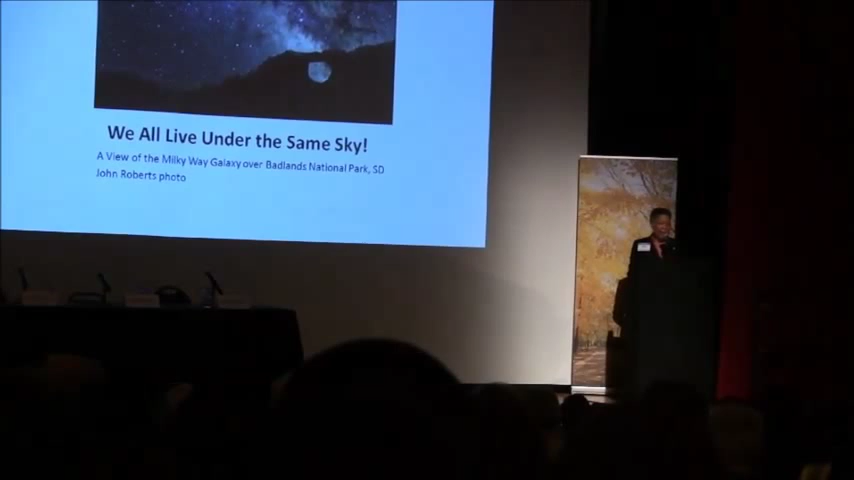 We All Live Under the Same Sky!
A View of the Milky Way Galaxy over Badlands National Park, SD
John Roberts photo